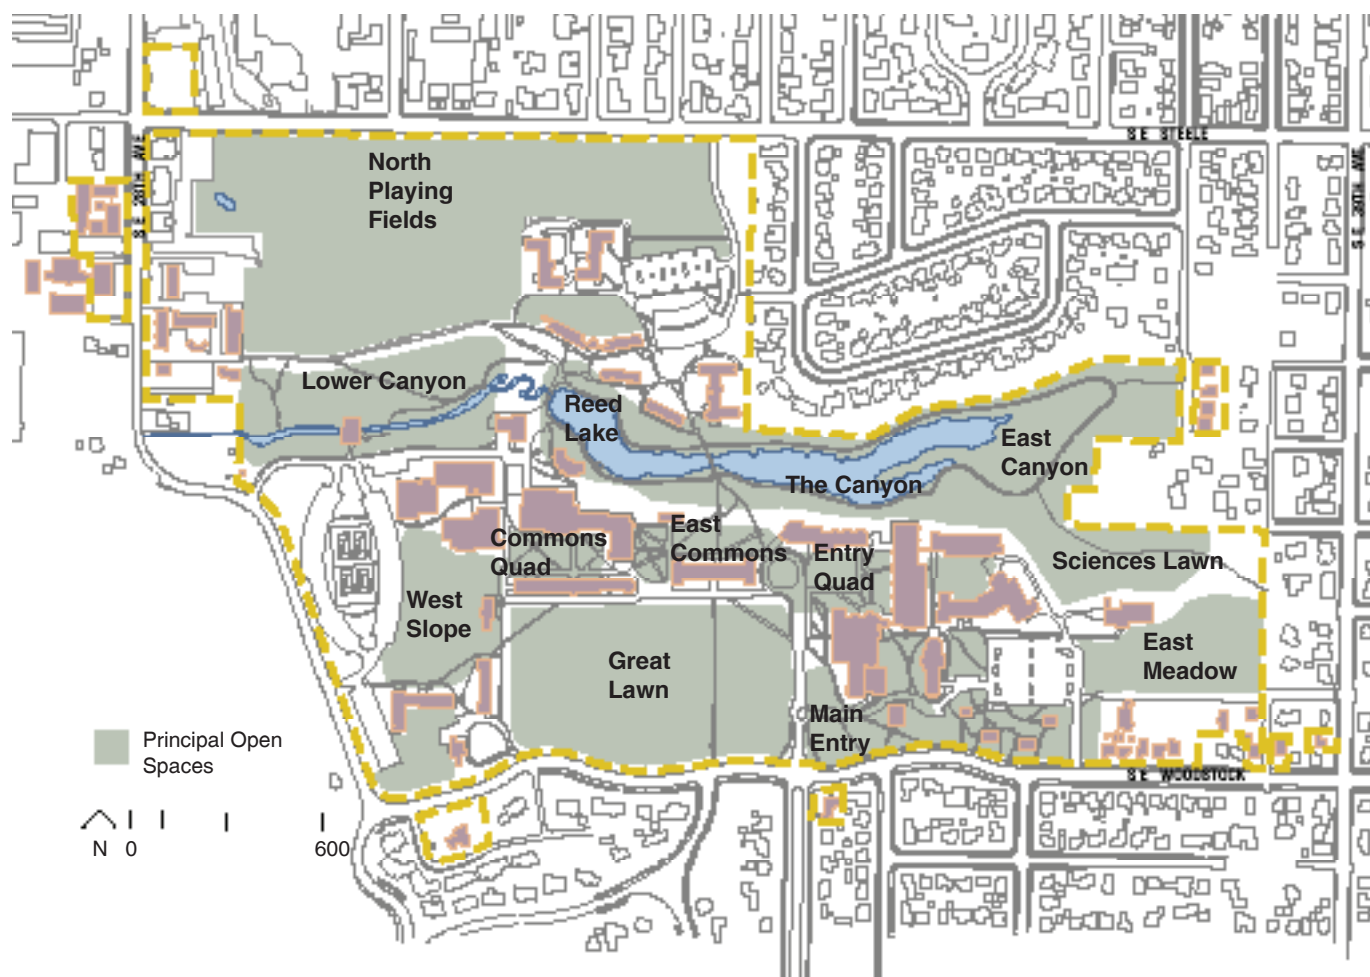 S E STEELE
S E 28TH AVE
S E 39TH AVE
North
Playing
Fields
Lower Canyon
Reed
Lake
East
Canyon
The Canyon
Commons
Quad
East
Commons
Entry
Quad
Sciences Lawn
West
Slope
Great
Lawn
East
Meadow
Main
Entry
Principal Open
Spaces
S E WOODSTOCK
N 0 600